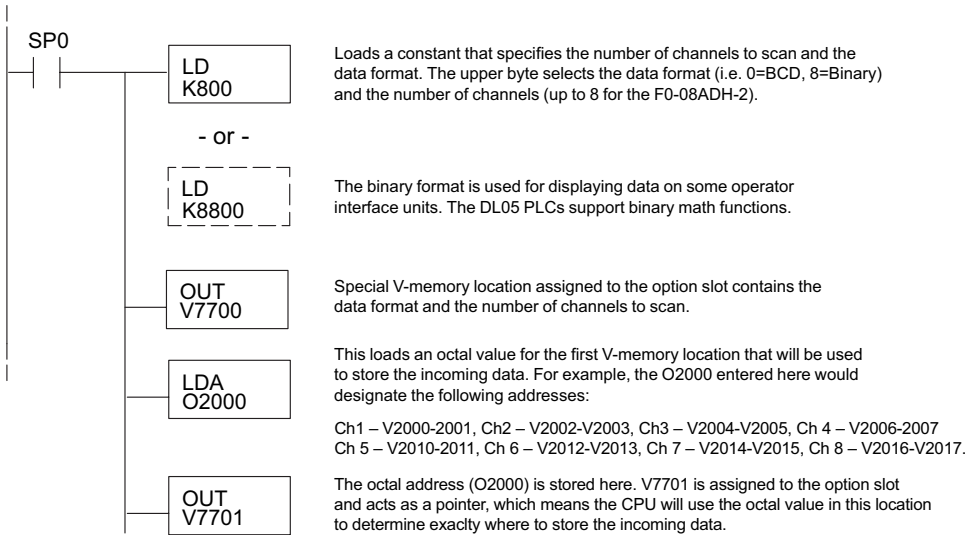 SP0
LD
K800
Loads a constant that specifies the number of channels to scan and the
data format. The upper byte selects the data format (i.e. 0=BCD, 8=Binary)
and the number of channels (up to 8 for the F0-08ADH-2).
- or -
LD
K8800
The binary format is used for displaying data on some operator
interface units. The DL05 PLCs support binary math functions.
OUT
V7700
Special V-memory location assigned to the option slot contains the
data format and the number of channels to scan.
LDA
O2000
This loads an octal value for the first V-memory location that will be used
to store the incoming data. For example, the O2000 entered here would
designate the following addresses:
Ch1 – V2000-2001, Ch2 – V2002-V2003, Ch3 – V2004-V2005, Ch 4 – V2006-2007
Ch 5 – V2010-2011, Ch 6 – V2012-V2013, Ch 7 – V2014-V2015, Ch 8 – V2016-V2017.
OUT
V7701
The octal address (O2000) is stored here. V7701 is assigned to the option slot
and acts as a pointer, which means the CPU will use the octal value in this location
to determine exaclty where to store the incoming data.